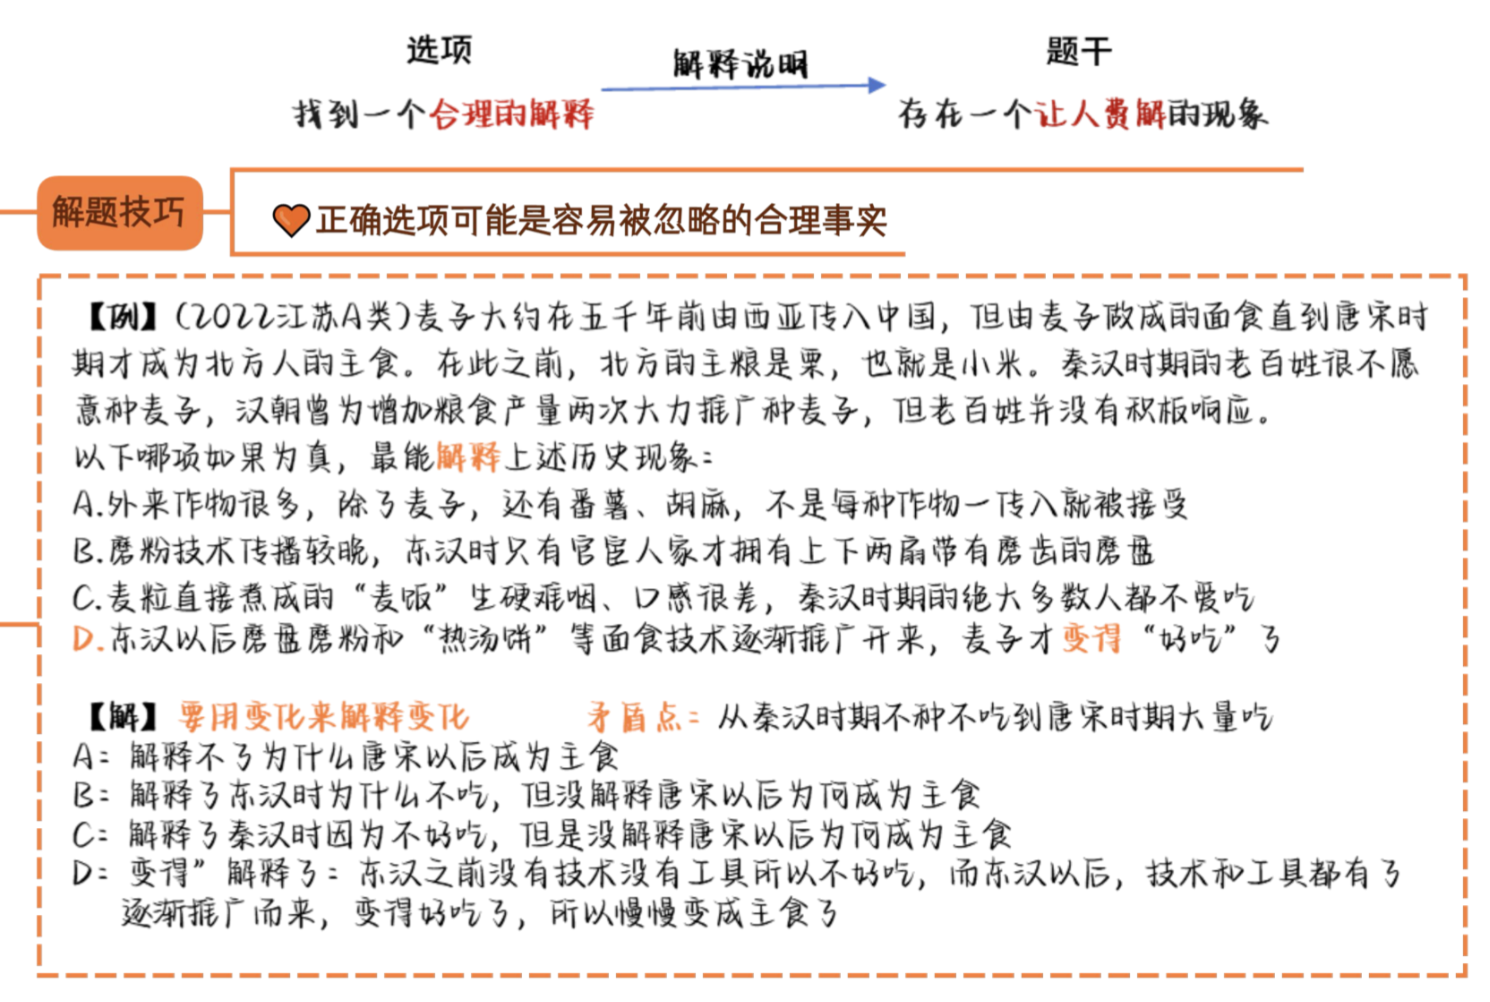 选项
解释说明
题干
找到一个合理的解释
存在一个让人费解的现象
解题技巧
正确选项可能是容易被忽略的合理事实
【例】(2022江苏A类)麦子大约在五千年前由西亚传入中国，但由麦子做成的面食直到唐宋时
期才成为北方人的主食。在此之前，北方的主粮是粟，也就是小米。秦汉时期的老百姓很不愿
意种麦子，汉朝曾为增加粮食产量两次大力推广种麦子，但老百姓并没有积极响应。
以下哪项如果为真，最能解释上述历史现象：
A.外来作物很多，除了麦子，还有番薯、胡麻，不是每种作物一传入就被接受
B.磨粉技术传播较晚，东汉时只有官宦人家才拥有上下两扇带有磨齿的磨盘
C.麦粒直接煮成的“麦饭”生硬难咽、口感很差，秦汉时期的绝大多数人都不爱吃
D.东汉以后磨盘磨粉和“热汤饼”等面食技术逐渐推广开来，麦子才变得“好吃”了
【解】要用变化来解释变化 矛盾点：从秦汉时期不种不吃到唐宋时期大量吃
A：解释不了为什么唐宋以后成为主食
B：解释了东汉时为什么不吃，但没解释唐宋以后为何成为主食
C：解释了秦汉时因为不好吃，但是没解释唐宋以后为何成为主食
D：变得”解释了：东汉之前没有技术没有工具所以不好吃，而东汉以后，技术和工具都有了
逐渐推广而来，变得好吃了，所以慢慢变成主食了